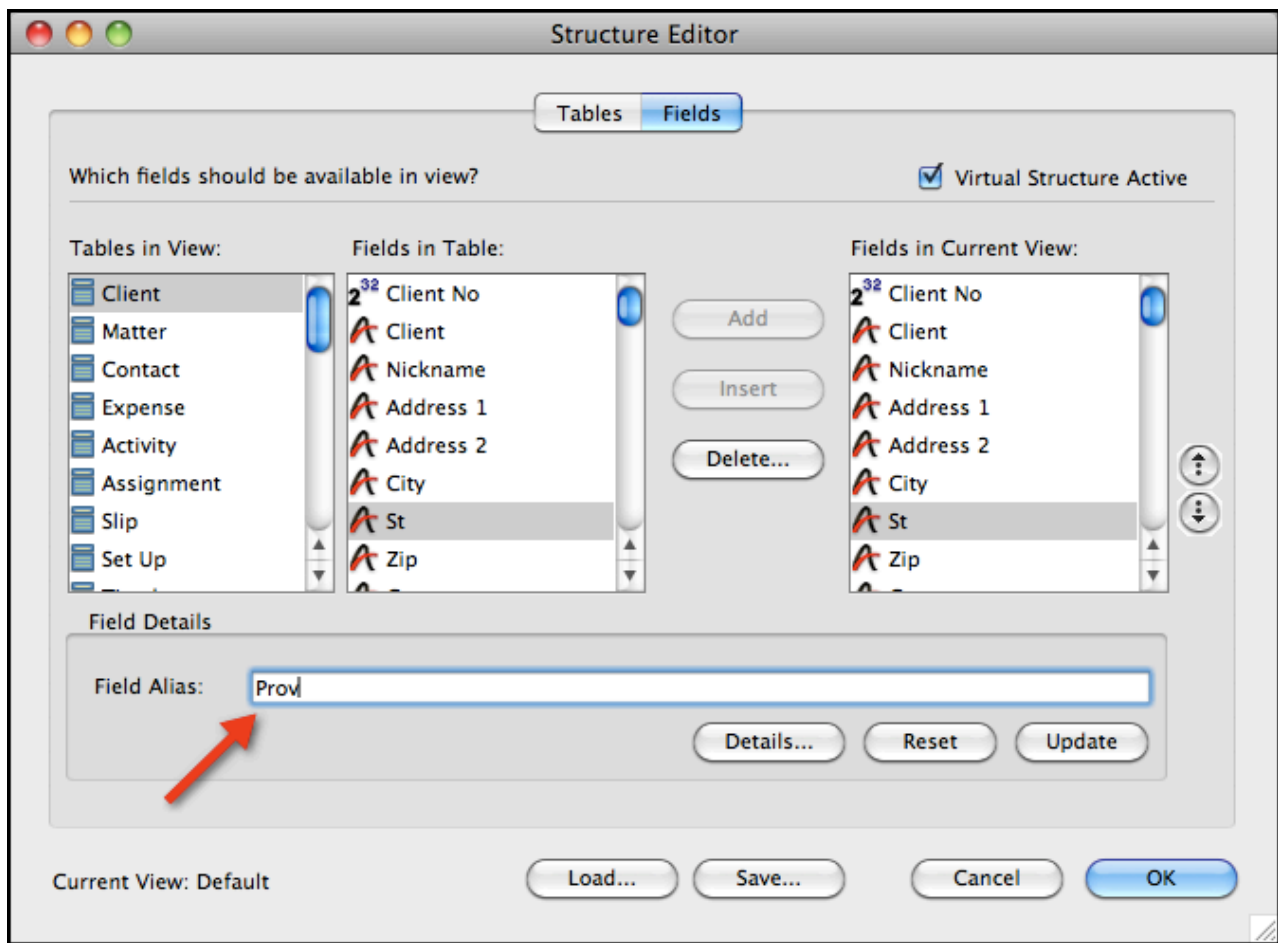 Structure Editor
Tables Fields
Which fields should be available in view? Virtual Structure Active
Tables in View: Fields in Table: Fields in Current View:
Client 2³² Client No 2³² Client No
Matter Client Add Client
Contact Nickname Nickname
Expense Address 1 Insert Address 1
Activity Address 2 Delete... Address 2
Assignment City City
Slip St St
Set Up Zip Zip
Field Details
Field Alias: Prov
Details... Reset Update
Current View: Default Load... Save... Cancel OK